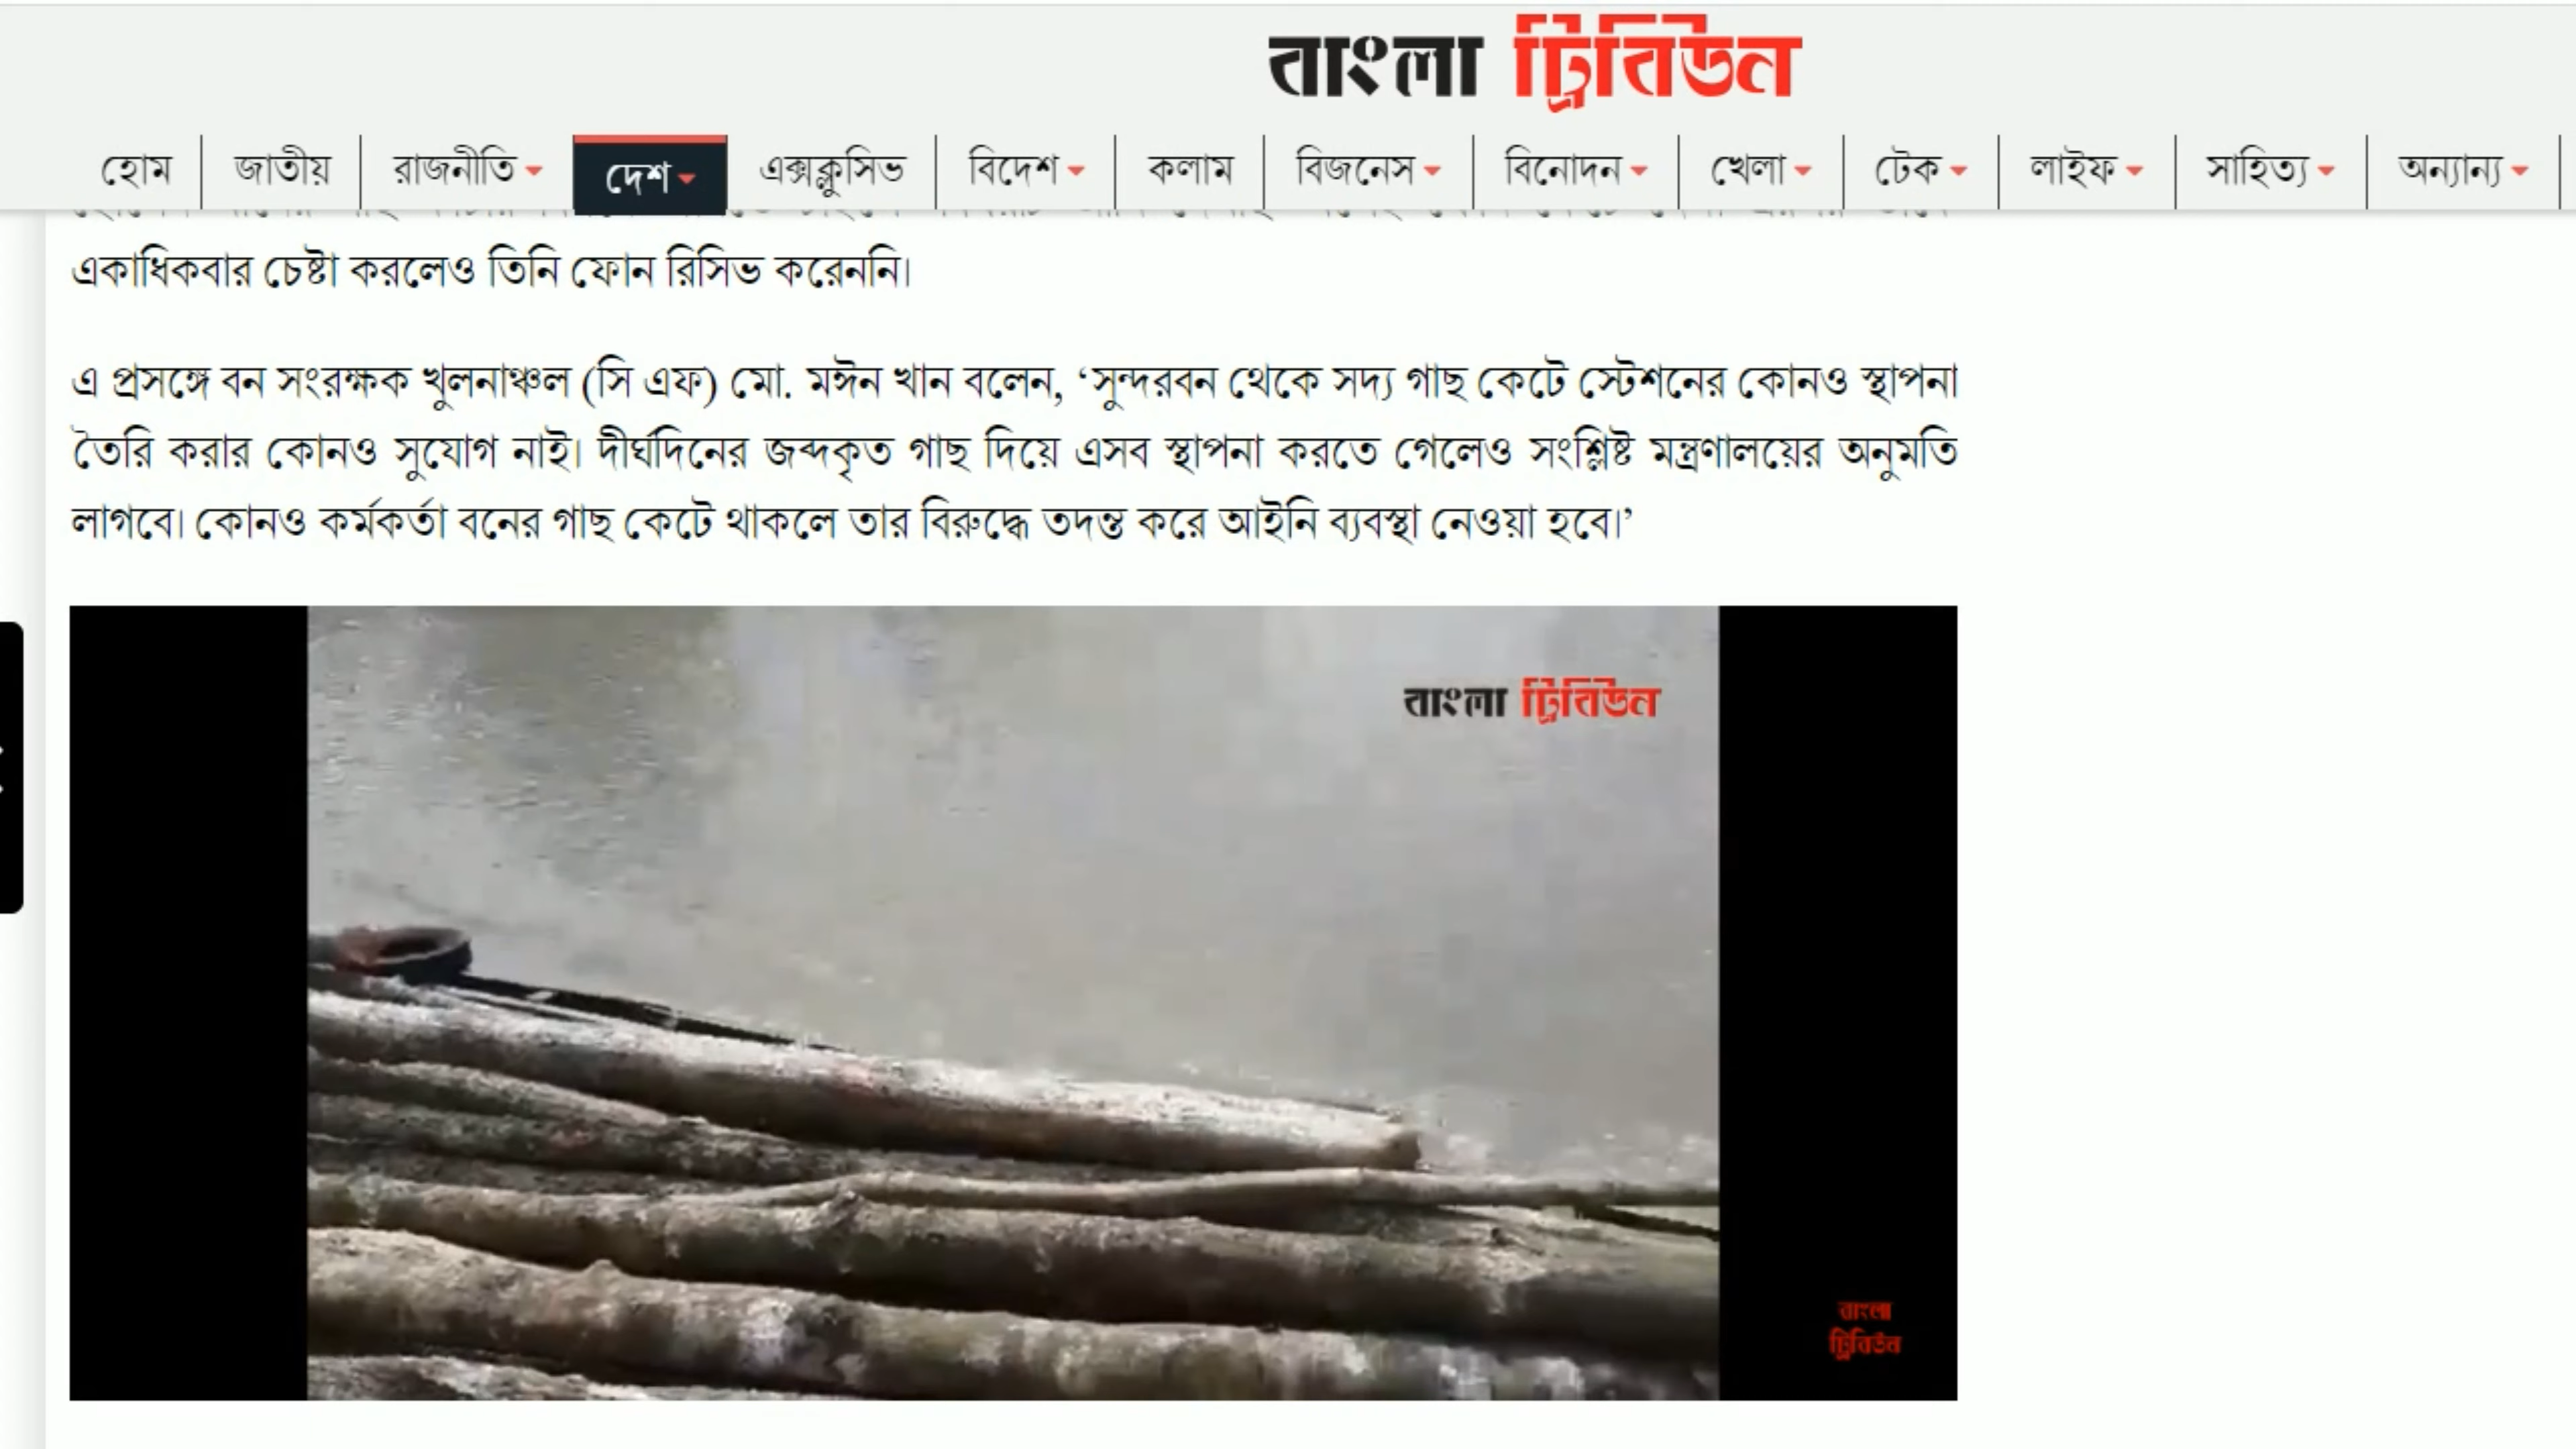 বাংলা ট্রিবিউন
হোম জাতীয় রাজনীতি দেশ এক্সক্লুসিভ বিদেশ কলাম বিজনেস বিনোদন খেলা টেক লাইফ সাহিত্য অন্যান্য
একাধিকবার চেষ্টা করলেও তিনি ফোন রিসিভ করেননি।
এ প্রসঙ্গে বন সংরক্ষক খুলনাঞ্চল (সি এফ) মো. মঈন খান বলেন, ‘সুন্দরবন থেকে সদ্য গাছ কেটে স্টেশনের কোনও স্থাপনা
তৈরি করার কোনও সুযোগ নাই। দীর্ঘদিনের জব্দকৃত গাছ দিয়ে এসব স্থাপনা করতে গেলেও সংশ্লিষ্ট মন্ত্রণালয়ের অনুমতি
লাগবে। কোনও কর্মকর্তা বনের গাছ কেটে থাকলে তার বিরুদ্ধে তদন্ত করে আইনি ব্যবস্থা নেওয়া হবে।’
বাংলা ট্রিবিউন
বাংলা
ট্রিবিউন